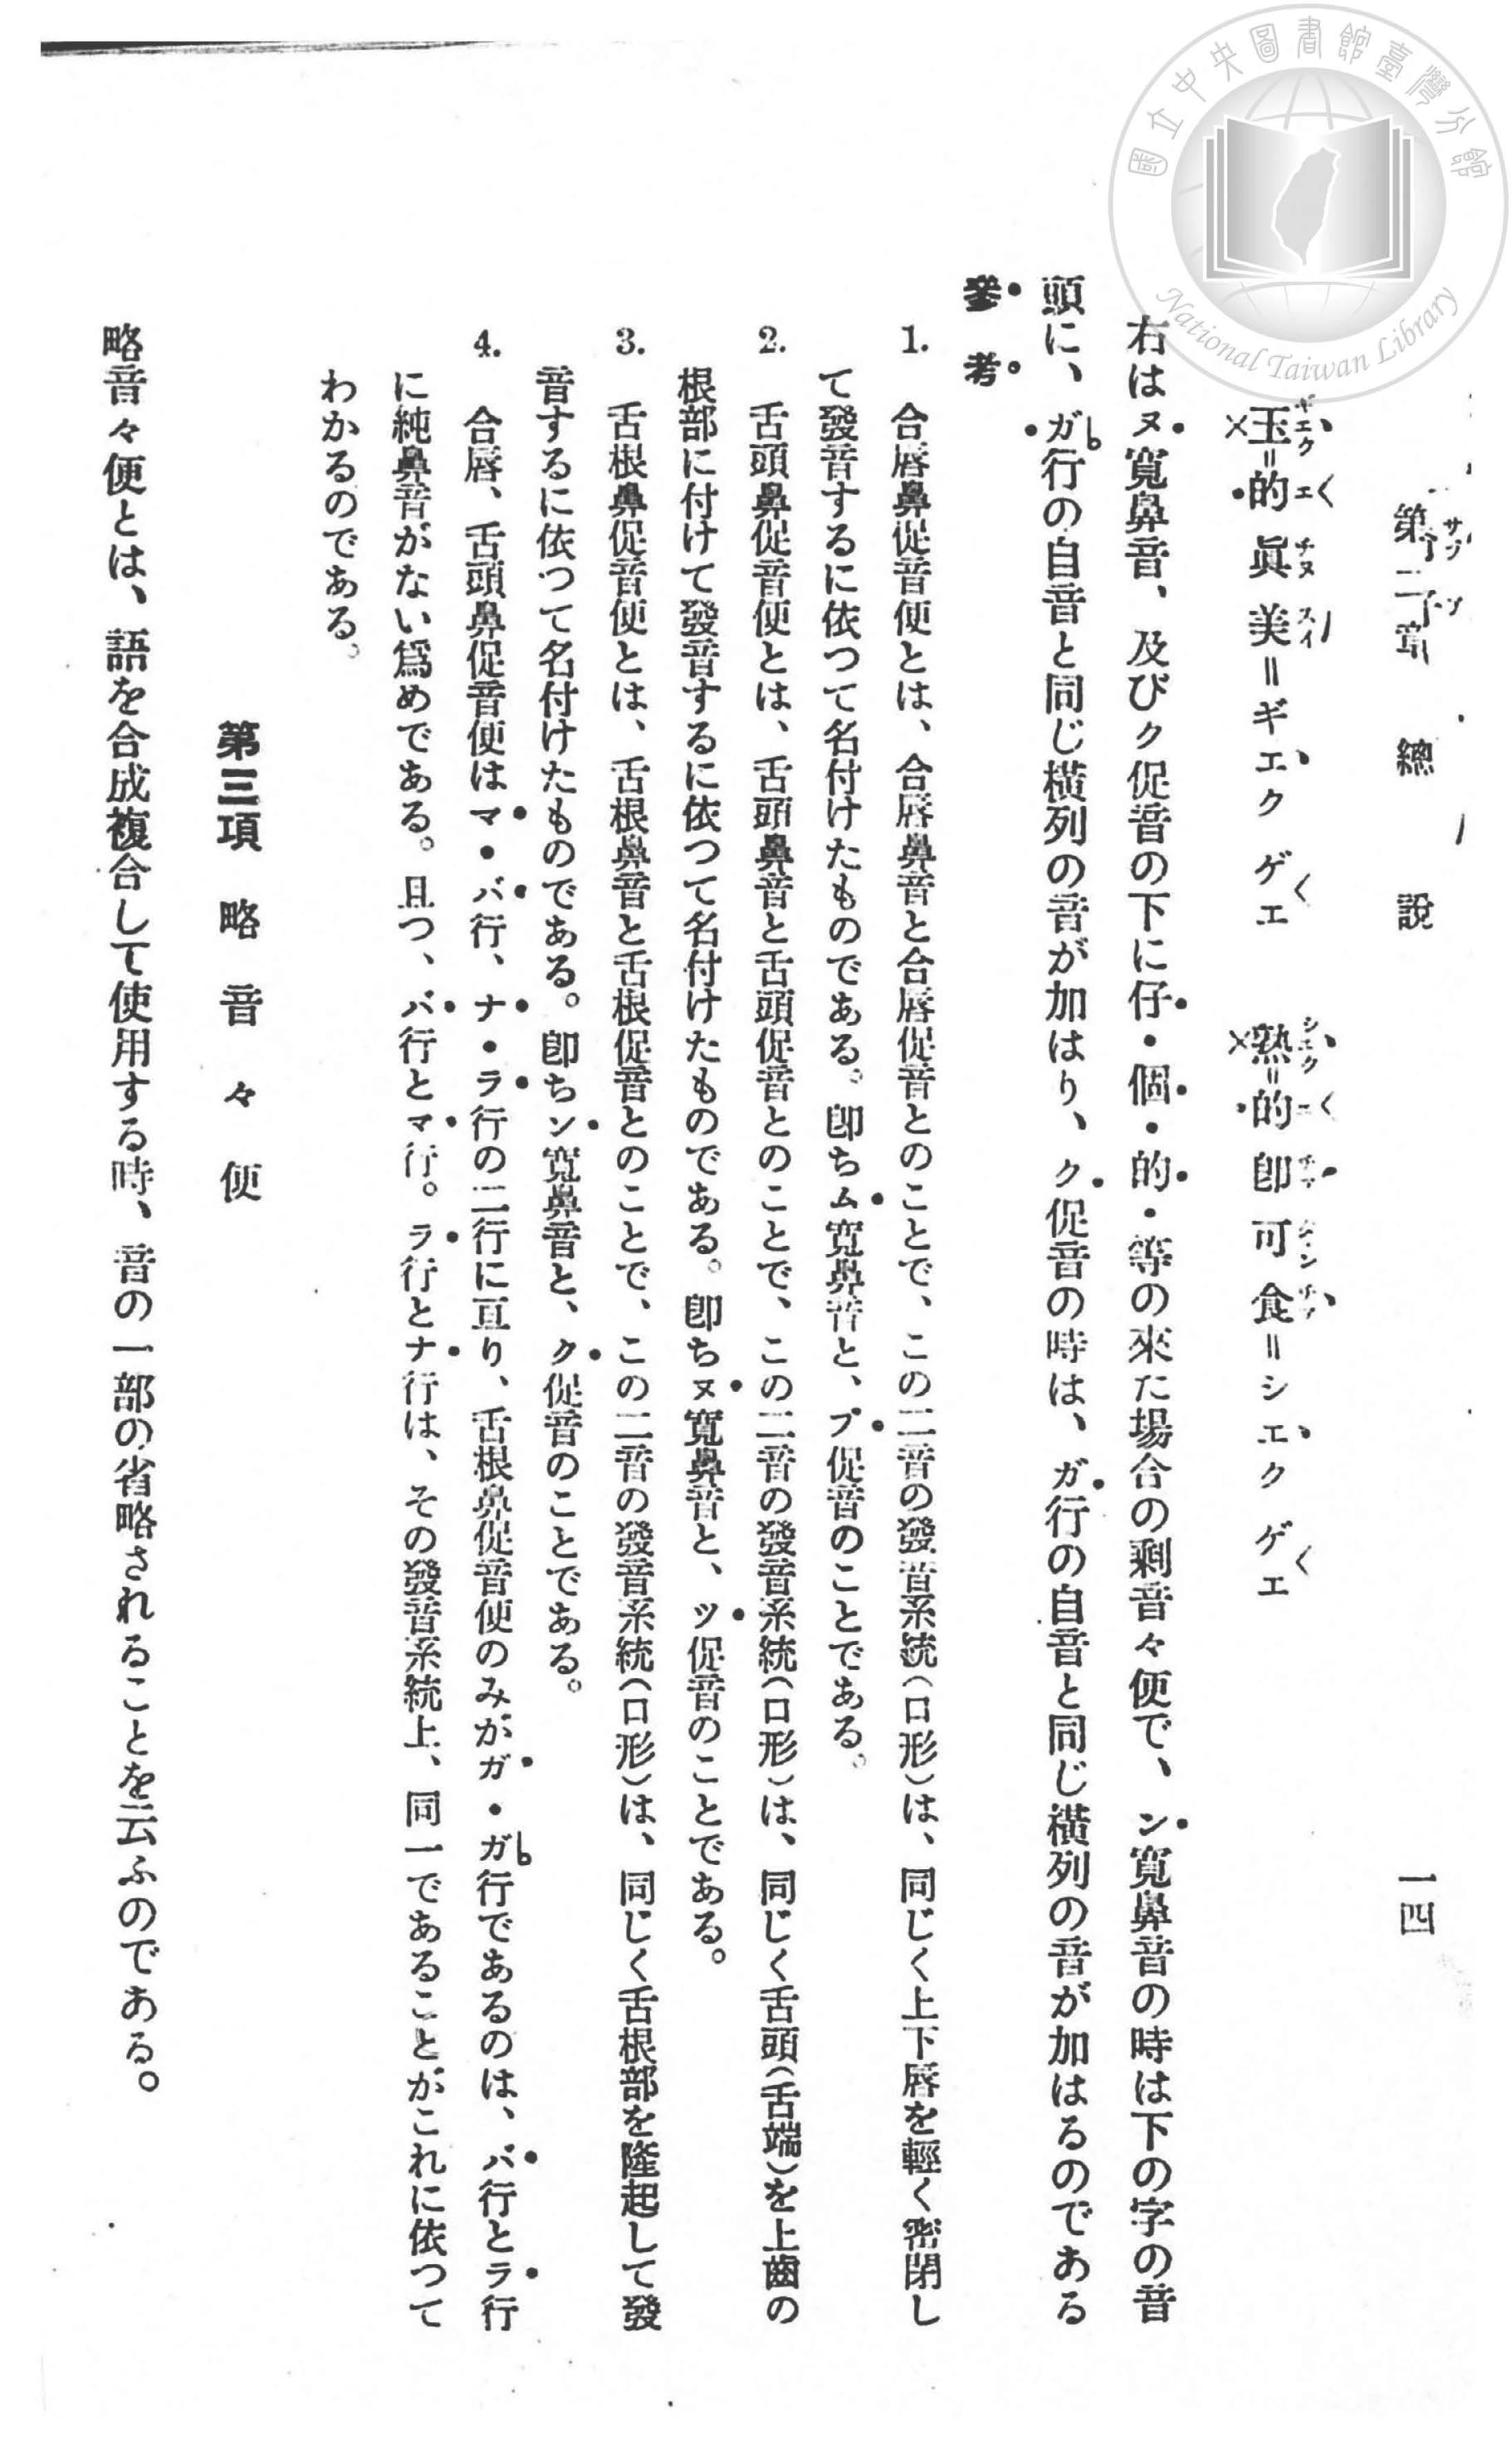 國立中央圖書館臺灣分館
National Taiwan Library
第二章 總說 一四
玉=的眞美=ギエク ゲエ 熟=的卽可食=シエク ゲエ
右はヌ寬鼻音、及びク促音の下に仔・個・的・等の來た場合の剩音々便で、ン寬鼻音の時は下の字の音
頭に、ガ行の自音と同じ橫列の音が加はり、ク促音の時は、ガ行の自音と同じ橫列の音が加はるのである
參考
1. 合唇鼻促音便とは、合唇鼻音と合唇促音とのことで、この二音の發音系統(口形)は、同じく上下唇を輕く密閉し
て發音するに依つて名付けたものである。卽ちム寬鼻音と、プ促音のことである。
2. 舌頭鼻促音便とは、舌頭鼻音と舌頭促音とのことで、この二音の發音系統(口形)は、同じく舌頭(舌端)を上齒の
根部に付けて發音するに依つて名付けたものである。卽ちヌ寬鼻音と、ツ促音のことである。
3. 舌根鼻促音便とは、舌根鼻音と舌根促音とのことで、この二音の發音系統(口形)は、同じく舌根部を隆起して發
音するに依つて名付けたものである。卽ちン寬鼻音と、ク促音のことである。
4. 合唇、舌頭鼻促音便はマ・バ行、ナ・ラ行の二行に亘り、舌根鼻促音便のみがガ・ガ行であるのは、バ行とラ行
に純鼻音がない爲めである。且つ、バ行とマ行。ラ行とナ行は、その發音系統上、同一であることがこれに依つて
わかるのである。
第三項 略音々便
略音々便とは、語を合成複合して使用する時、音の一部の省略されることを云ふのである。